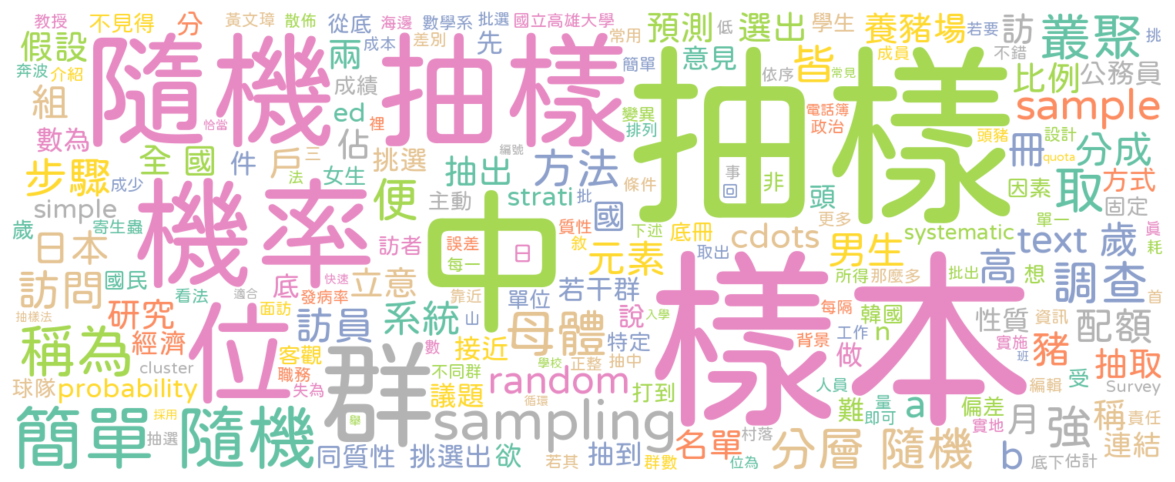 教授 散佈 海邊 數學系 批選 國立高雄大學 常用 預測 低 選出 學生 養豬場 若要 挑
不見得 分 黃文璋 從底 成本 差別 先 簡單 意見 依序 皆 成員 不錯 訪 叢聚
假設 隨機 抽樣 兩 抽樣 比例 公務員
奔波 介紹 成績 變異 常見 電話簿 sample
組 恰當 ed 裡 排列 政治 頭豬 設計
數為 佔 編號 事 冊 quota 分成
全國 件 戶 三 挑選 抽出 方法 條件 回 非 頭 因素 取 方式
步驟 成少 法 女生 strati 批 更多 固定
simple 機率 便 主動 國 下述 底冊 單一 真
歲 寄生蟲 質性 敘 取出 cdots 男生 systematic 耗
日本 訪者 誤差 日 元素 所得 那麼多 批出 text 歲
訪問 國民 看法 快速 每一 中 靠近 單位 若干群 高 想 調查
底 發病率 立意 山 樣本 每隔 韓國 n 資訊 首
抽樣法 面訪 適合 訪員 系統 母體 說 特定 背景 工作 性質 實施 配額
研究 位 入學 數 抽中 正整 做 班
稱為 經濟 客觀 接近 議題 豬 抽取
cluster 職務 學校 群 不同群 random 打到 人員 編輯 受 Survey
球隊 probability 失為 循環 難 量 a 偏差 稱 責任
採用 即可 實地 月
簡單 隨機 舉 sampling 名單 村落 強 連結
抽選 同質性 挑選出 欲 若其 抽到 群數 位為 分層 隨機 b 底下 估計